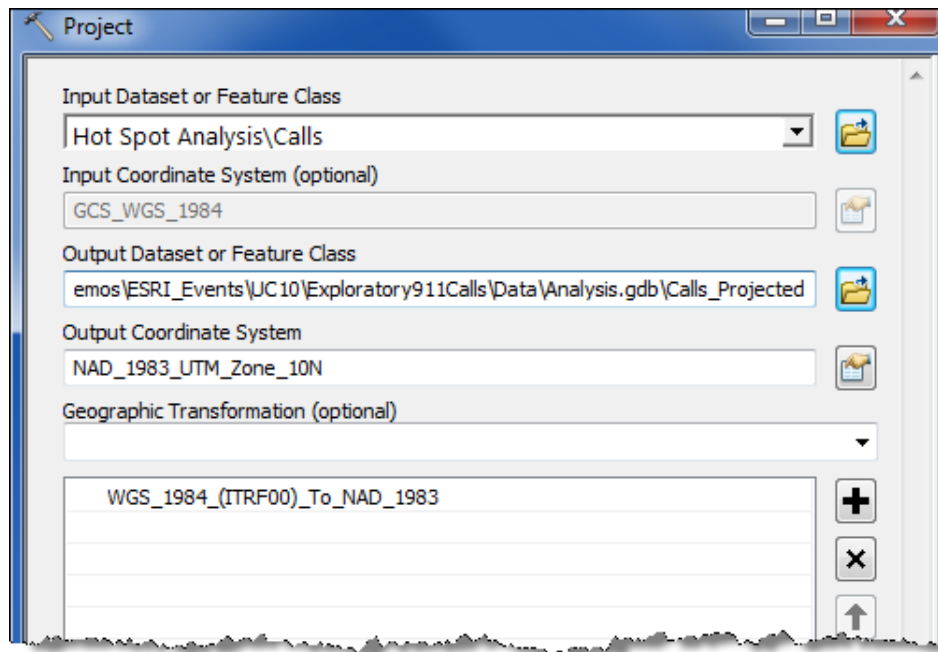 Project
Input Dataset or Feature Class
Hot Spot Analysis\Calls
Input Coordinate System (optional)
GCS_WGS_1984
Output Dataset or Feature Class
emos\ESRI_Events\UC10\Exploratory911Calls\Data\Analysis.gdb\Calls_Projected
Output Coordinate System
NAD_1983_UTM_Zone_10N
Geographic Transformation (optional)
WGS_1984_(ITRF00)_To_NAD_1983